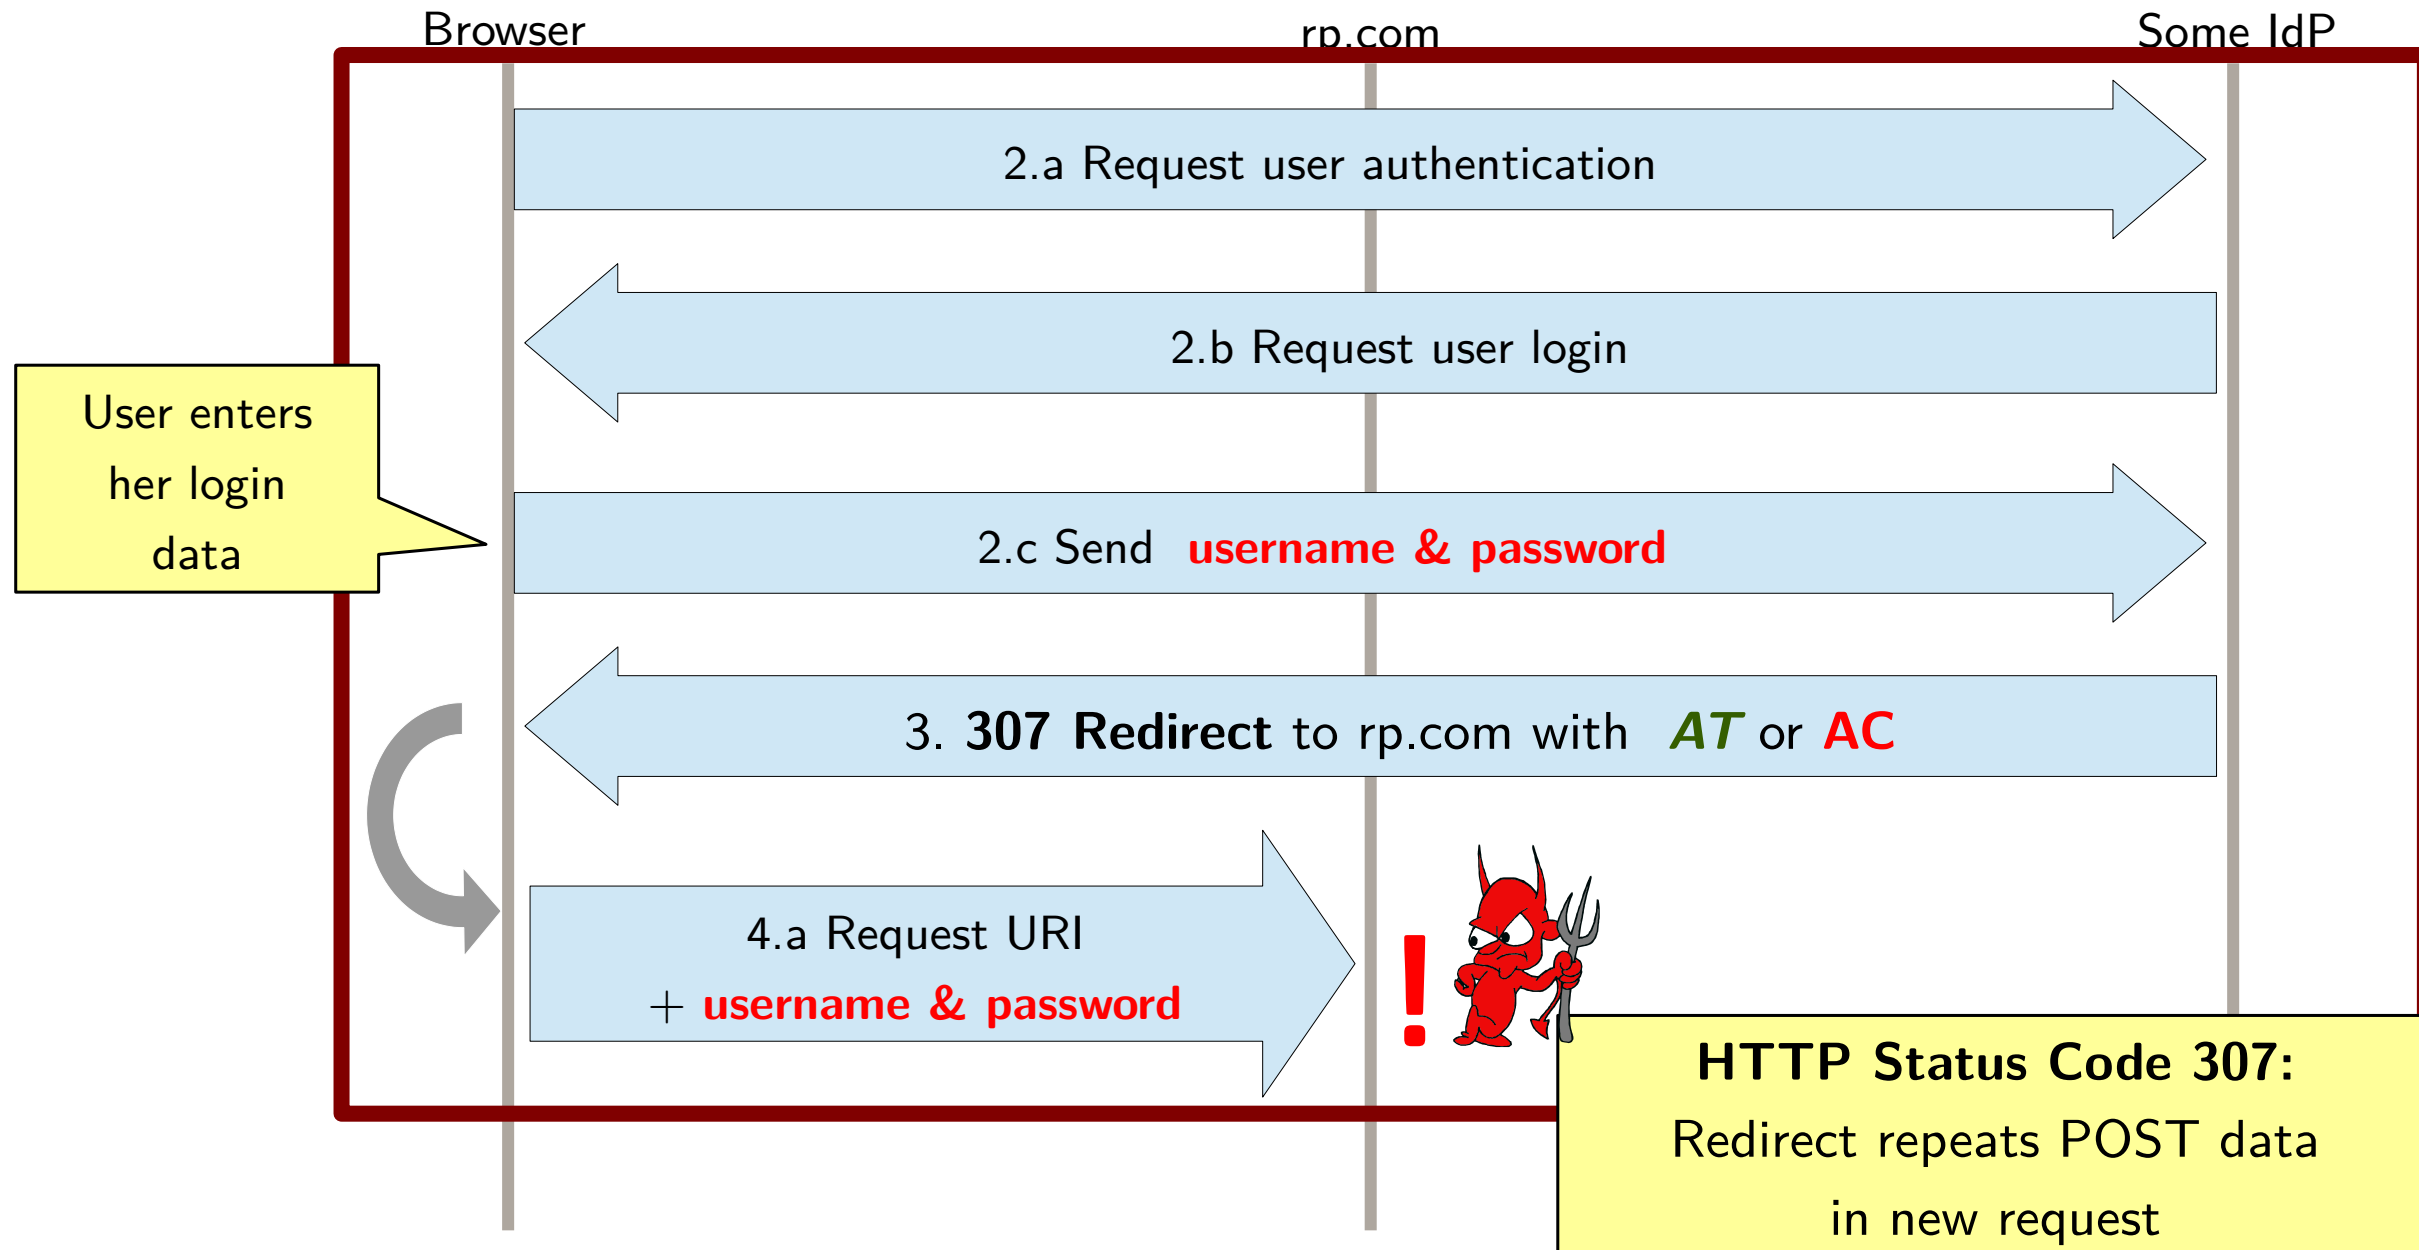 Browser
rp.com
Some IdP
2.a Request user authentication
2.b Request user login
User enters
her login
data
2.c Send username & password
3. 307 Redirect to rp.com with AT or AC
4.a Request URI
+ username & password
!
HTTP Status Code 307:
Redirect repeats POST data
in new request